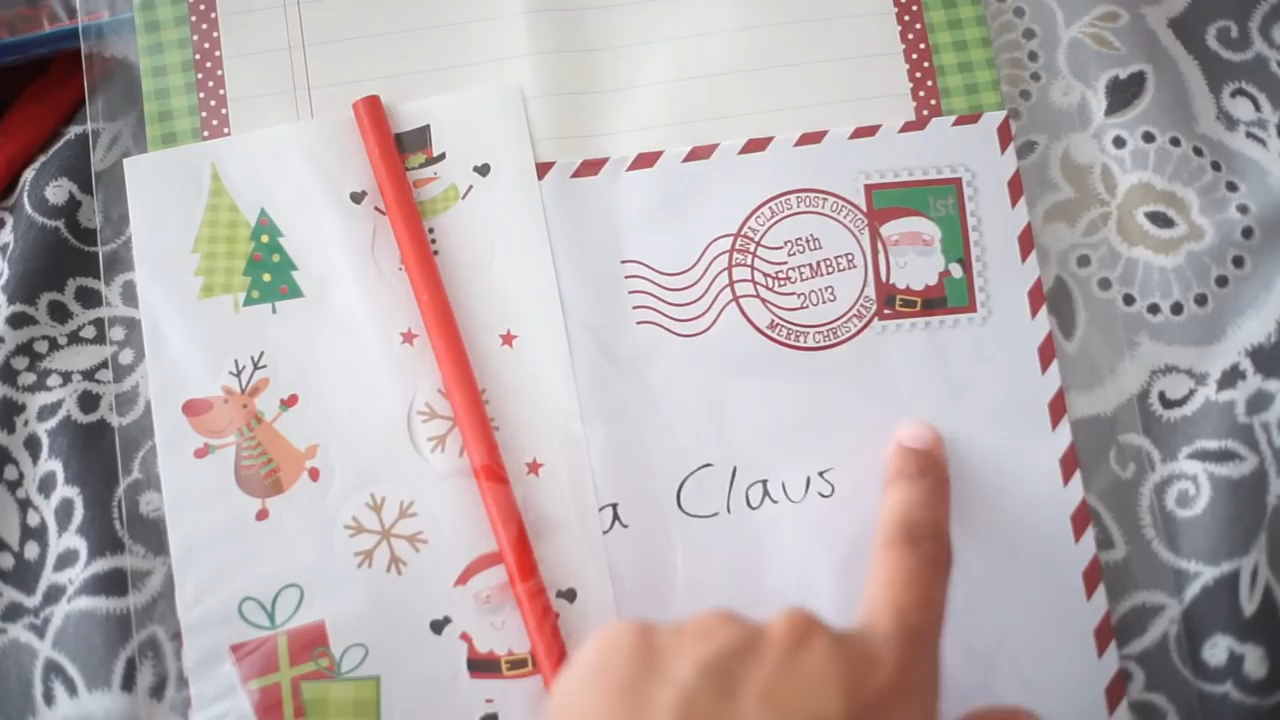 SANTA CLAUS POST OFFICE
25th
DECEMBER
2013
MERRY CHRISTMAS
1st
a Claus